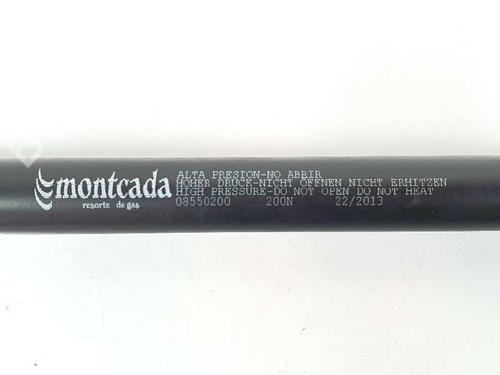 montcada
resorte de gas
ALTA PRESION-NO ABRIR
HOHER DRUCK-NICHT OFFNEN NICHT ERHITZEN
HIGH PRESSURE-DO NOT OPEN DO NOT HEAT
08550200 200N 22/2013